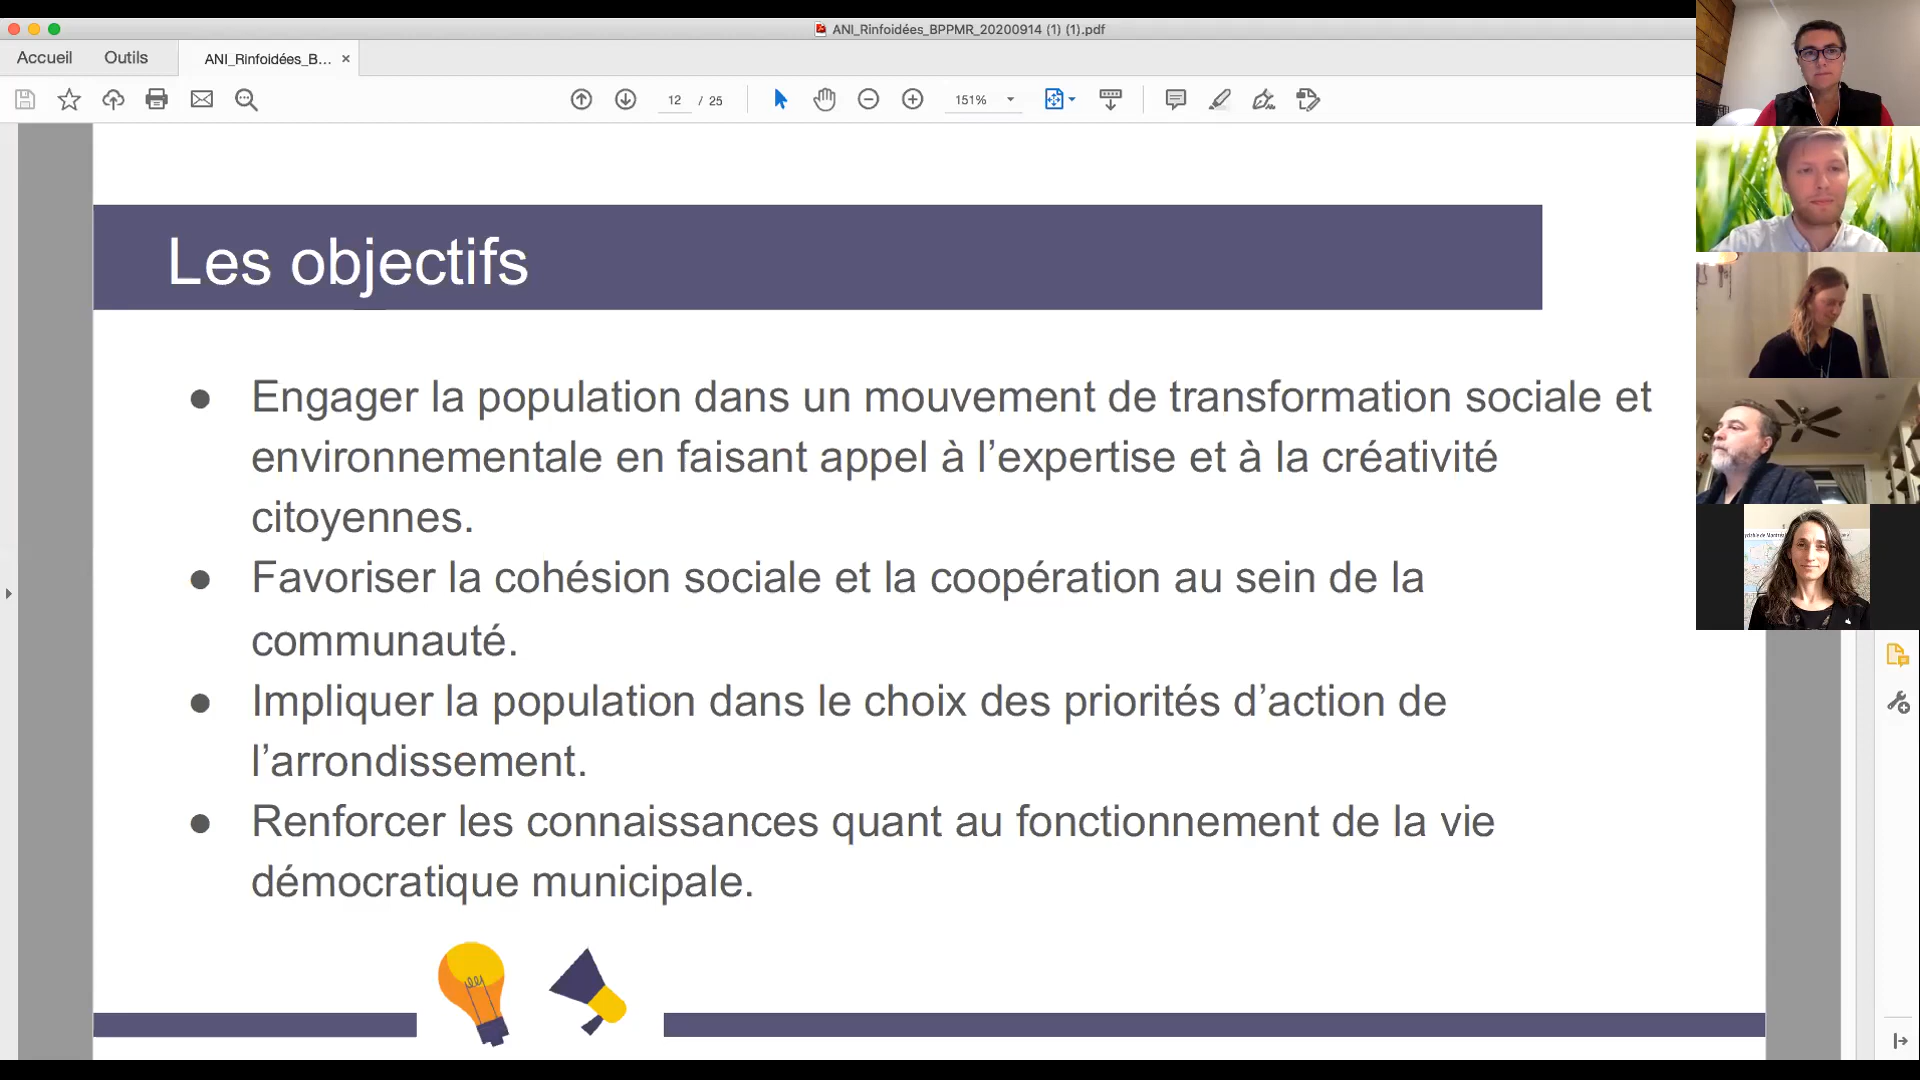 ANI_Rinfoidées_BPPMR_20200914 (1) (1).pdf
Accueil
Outils
ANI_Rinfoidées_B...
12 / 25
151%
Les objectifs
● Engager la population dans un mouvement de transformation sociale et
environnementale en faisant appel à l’expertise et à la créativité
citoyennes.
● Favoriser la cohésion sociale et la coopération au sein de la
communauté.
● Impliquer la population dans le choix des priorités d’action de
l’arrondissement.
● Renforcer les connaissances quant au fonctionnement de la vie
démocratique municipale.